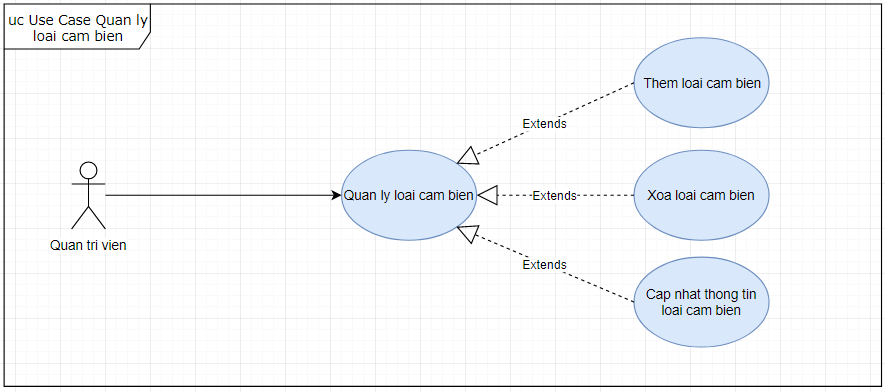 uc Use Case Quan ly
loai cam bien
Them loai cam bien
Extends
Quan ly loai cam bien
Extends
Xoa loai cam bien
Quan tri vien
Extends
Cap nhat thong tin
loai cam bien